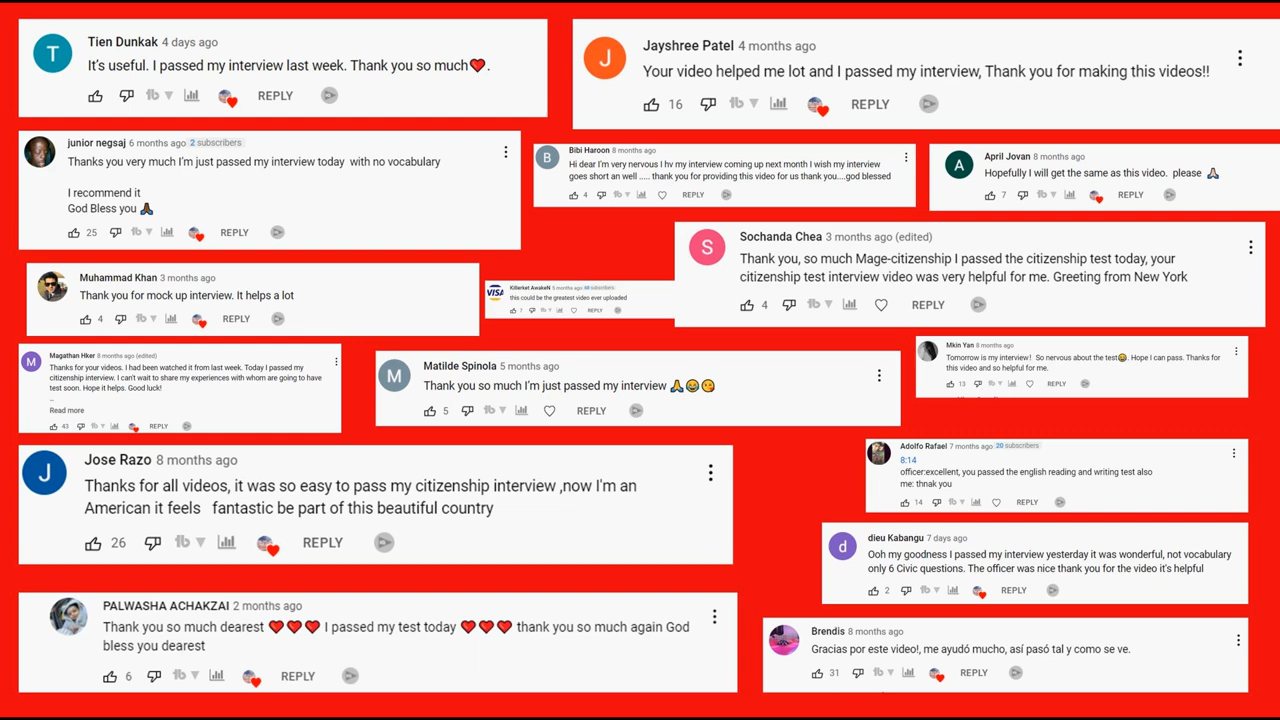 Tien Dunkak 4 days ago
It's useful. I passed my interview last week. Thank you so much❤.
REPLY
Jayshree Patel 4 months ago
Your video helped me lot and I passed my interview, Thank you for making this videos!!
16 REPLY
junior negsaj 6 months ago 2 subscribers
Thanks you very much I'm just passed my interview today with no vocabulary
I recommend it
God Bless you 🙏🏾
25 REPLY
Bibi Haroon 8 months ago
Hi dear I'm very nervous I hv my interview coming up next month I wish my interview
goes short an well ..... thank you for providing this video for us thank you....god blessed
4 REPLY
April Jovan 8 months ago
Hopefully I will get the same as this video. please 🙏
7 REPLY
Sochanda Chea 3 months ago (edited)
Thank you, so much Mage-citizenship I passed the citizenship test today, your
citizenship test interview video was very helpful for me. Greeting from New York
4 REPLY
Muhammad Khan 3 months ago
Thank you for mock up interview. It helps a lot
4 REPLY
VISA
Killerket AwakeN 5 months ago subscribers
this could be the greatest video ever uploaded
REPLY
Magathan Hker 8 months ago (edited)
Thanks for your videos. I had been watched it from last week. Today I passed my
citizenship interview. I can't wait to share my experiences with whom are going to have
test soon. Hope it helps. Good luck!
..
Read more
43 REPLY
Matilde Spinola 5 months ago
Thank you so much I'm just passed my interview 🙏😂😋
5 REPLY
Mkin Yan 8 months ago
Tomorrow is my interview! So nervous about the test😅. Hope I can pass. Thanks for
this video and so helpful for me.
13 REPLY
Jose Razo 8 months ago
Thanks for all videos, it was so easy to pass my citizenship interview ,now I'm an
American it feels fantastic be part of this beautiful country
26 REPLY
Adolfo Rafael 7 months ago 20 subscribers
8:14
officer:excellent, you passed the english reading and writing test also
me: thnak you
14 REPLY
dieu Kabangu 7 days ago
Ooh my goodness I passed my interview yesterday it was wonderful, not vocabulary
only 6 Civic questions. The officer was nice thank you for the video it's helpful
2 REPLY
PALWASHA ACHAKZAI 2 months ago
Thank you so much dearest ❤❤❤ I passed my test today ❤❤❤ thank you so much again God
bless you dearest
6 REPLY
Brendis 8 months ago
Gracias por este video!, me ayudó mucho, así pasó tal y como se ve.
31 REPLY